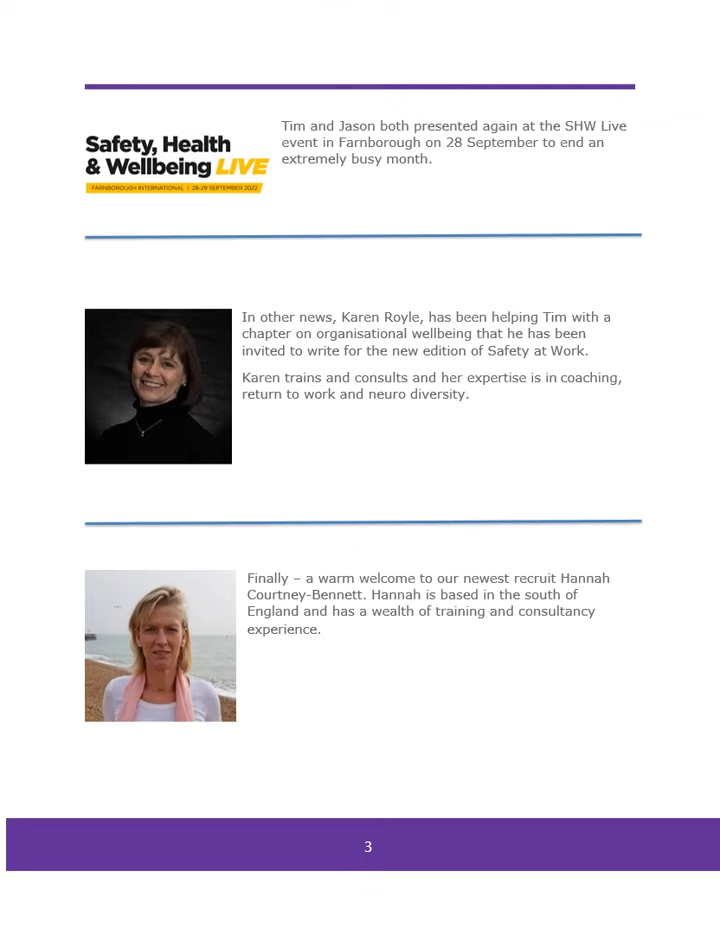 Tim and Jason both presented again at the SHW Live
event in Farnborough on 28 September to end an
extremely busy month.
Safety, Health
& Wellbeing LIVE
FARNBOROUGH INTERNATIONAL | 28-29 SEPTEMBER 2022
In other news, Karen Royle, has been helping Tim with a
chapter on organisational wellbeing that he has been
invited to write for the new edition of Safety at Work.
Karen trains and consults and her expertise is in coaching,
return to work and neuro diversity.
Finally – a warm welcome to our newest recruit Hannah
Courtney-Bennett. Hannah is based in the south of
England and has a wealth of training and consultancy
experience.
3